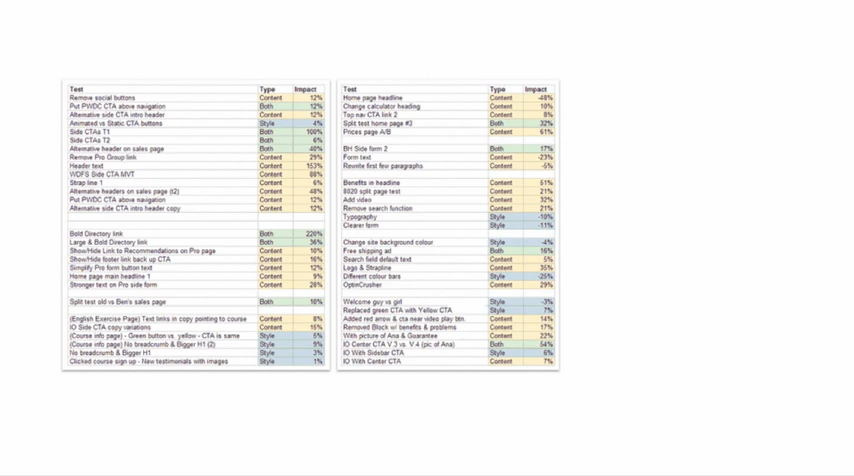 Test Type Impact
Remove social buttons Content 12%
Put PWDC CTA above navigation Both 12%
Alternative side CTA intro header Content 12%
Animated vs Static CTA buttons Style 4%
Side CTAs T1 Both 100%
Side CTAs T2 Both 6%
Alternative header on sales page Both 40%
Remove Pro Group link Content 29%
Header text Content 153%
WDFS Side CTA MVT Content 88%
Strap line 1 Content 6%
Alternative headers on sales page (t2) Content 48%
Put PWDC CTA above navigation Content 12%
Alternative side CTA intro header copy Content 12%
Bold Directory link Both 220%
Large & Bold Directory link Both 36%
Show/Hide Link to Recommendations on Pro page Content 10%
Show/Hide footer link back up CTA Content 16%
Simplify Pro form button text Content 12%
Home page main headline 1 Content 9%
Stronger text on Pro side form Content 28%
Split test old vs Ben's sales page Both 10%
(English Exercise Page) Text links in copy pointing to course Content 8%
IO Side CTA copy variations Content 15%
(Course info page) - Green button vs. yellow - CTA is same Style 5%
(Course info page) No breadcrumb & Bigger H1 (2) Style 9%
No breadcrumb & Bigger H1 Style 3%
Clicked course sign up - New testimonials with images Style 1%
Test Type Impact
Home page headline Content -48%
Change calculator heading Content 10%
Top nav CTA link 2 Content 8%
Split test home page #3 Both 32%
Prices page A/B Content 61%
BH Side form 2 Both 17%
Form text Content -23%
Rewrite first few paragraphs Content -5%
Benefits in headline Content 51%
8020 split page test Content 21%
Add video Content 32%
Remove search function Content 21%
Typography Style -10%
Clearer form Style -11%
Change site background colour Style -4%
Free shipping ad Both 16%
Search field default text Content 5%
Logo & Strapline Content 35%
Different colour bars Style -25%
OptinCrusher Content 29%
Welcome guy vs girl Style -3%
Replaced green CTA with Yellow CTA Style 7%
Added red arrow & cta near video play btn. Content 14%
Removed Block w/ benefits & problems Content 17%
With picture of Ana & Guarantee Content 22%
IO Center CTA V.3 vs. V.4 (pic of Ana) Both 54%
IO With Sidebar CTA Style 6%
IO With Center CTA Content 7%